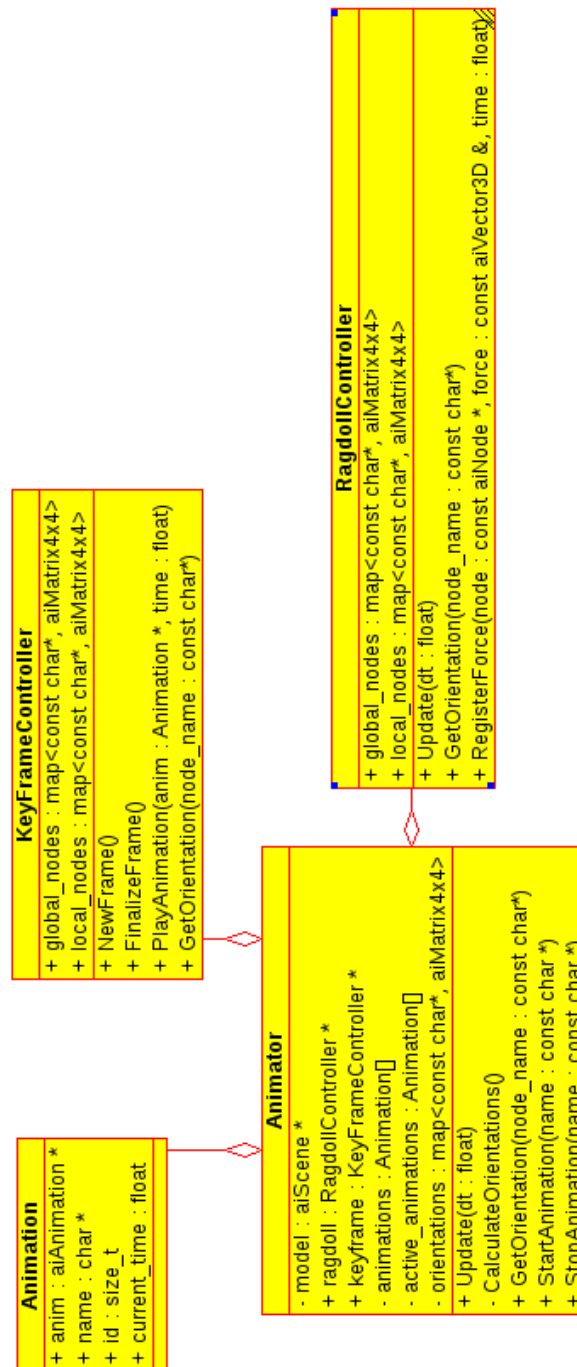 Animation
+ anim : aiAnimation *
+ name : char *
+ id : size_t
+ current_time : float
KeyFrameController
+ global_nodes : map<const char*, aiMatrix4x4>
+ local_nodes : map<const char*, aiMatrix4x4>
+ NewFrame()
+ FinalizeFrame()
+ PlayAnimation(anim : Animation *, time : float)
+ GetOrientation(node_name : const char*)
Animator
- model : aiScene *
+ ragdoll : RagdollController *
+ keyframe : KeyFrameController *
- animations : Animation[]
- active_animations : Animation[]
- orientations : map<const char*, aiMatrix4x4>
+ Update(dt : float)
- CalculateOrientations()
+ GetOrientation(node_name : const char*)
+ StartAnimation(name : const char *)
+ StopAnimation(name : const char *)
RagdollController
+ global_nodes : map<const char*, aiMatrix4x4>
+ local_nodes : map<const char*, aiMatrix4x4>
+ Update(dt : float)
+ GetOrientation(node_name : const char*)
+ RegisterForce(node : const aiNode *, force : const aiVector3D &, time : float)